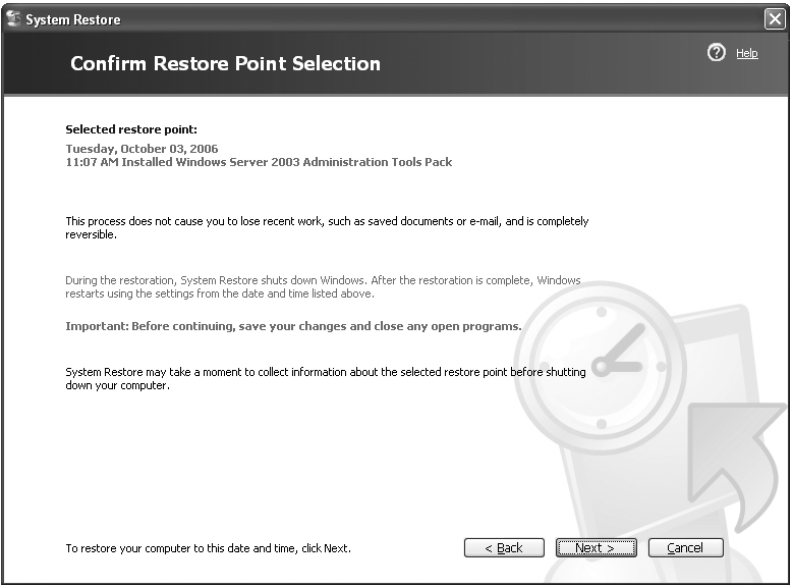 System Restore
Confirm Restore Point Selection
Help
Selected restore point:
Tuesday, October 03, 2006
11:07 AM Installed Windows Server 2003 Administration Tools Pack
This process does not cause you to lose recent work, such as saved documents or e-mail, and is completely
reversible.
During the restoration, System Restore shuts down Windows. After the restoration is complete, Windows
restarts using the settings from the date and time listed above.
Important: Before continuing, save your changes and close any open programs.
System Restore may take a moment to collect information about the selected restore point before shutting
down your computer.
To restore your computer to this date and time, click Next.
< Back
Next >
Cancel